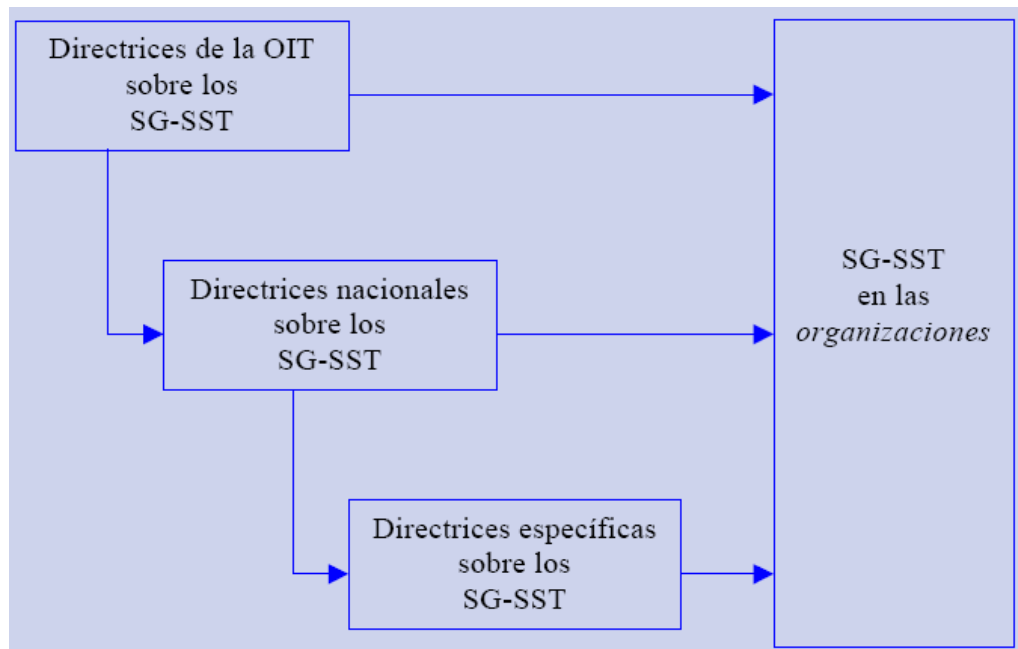 Directrices de la OIT
sobre los
SG-SST
Directrices nacionales
sobre los
SG-SST
Directrices específicas
sobre los
SG-SST
SG-SST
en las
organizaciones